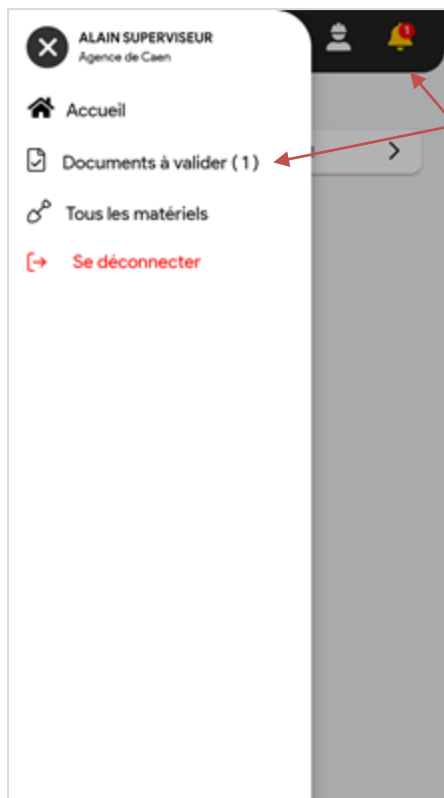 ALAIN SUPERVISEUR
Agence de Caen
1
Accueil
Documents à valider (1)
Tous les matériels
Se déconnecter